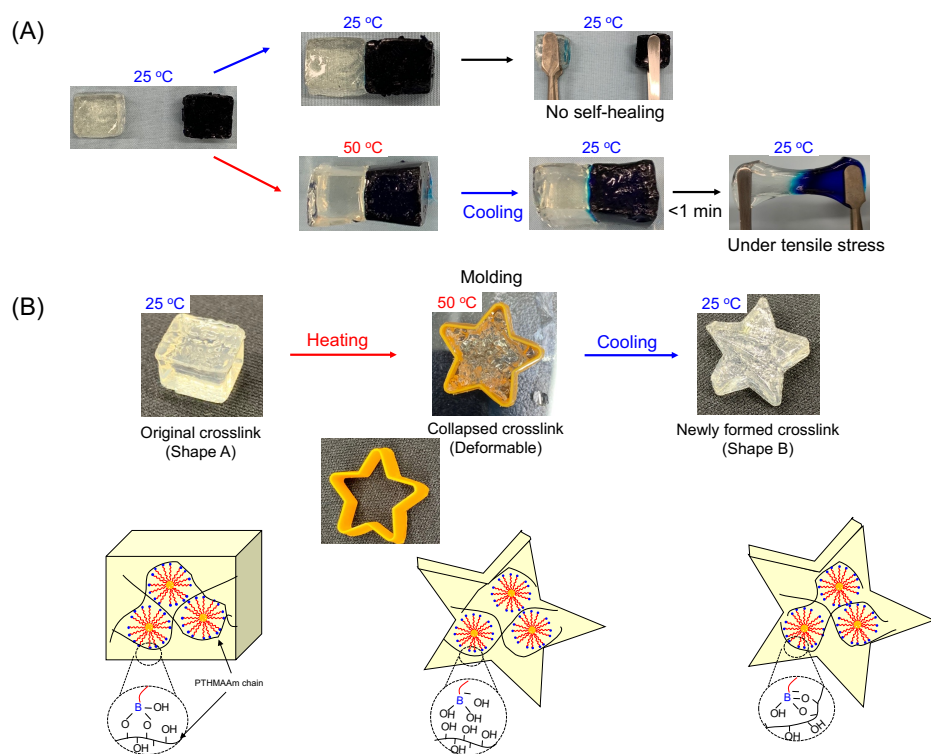 (A)
25 °C
25 °C
25 °C
No self-healing
50 °C
Cooling
25 °C
<1 min
25 °C
Under tensile stress
(B)
25 °C
Original crosslink
(Shape A)
Heating
Molding
50 °C
Collapsed crosslink
(Deformable)
Cooling
25 °C
Newly formed crosslink
(Shape B)
PTHMAAm chain
B
OH
O
O
OH
OH
−
B
OH
OH
OH
OH
OH
OH
OH
OH
−
B
O
OH
O
OH
OH